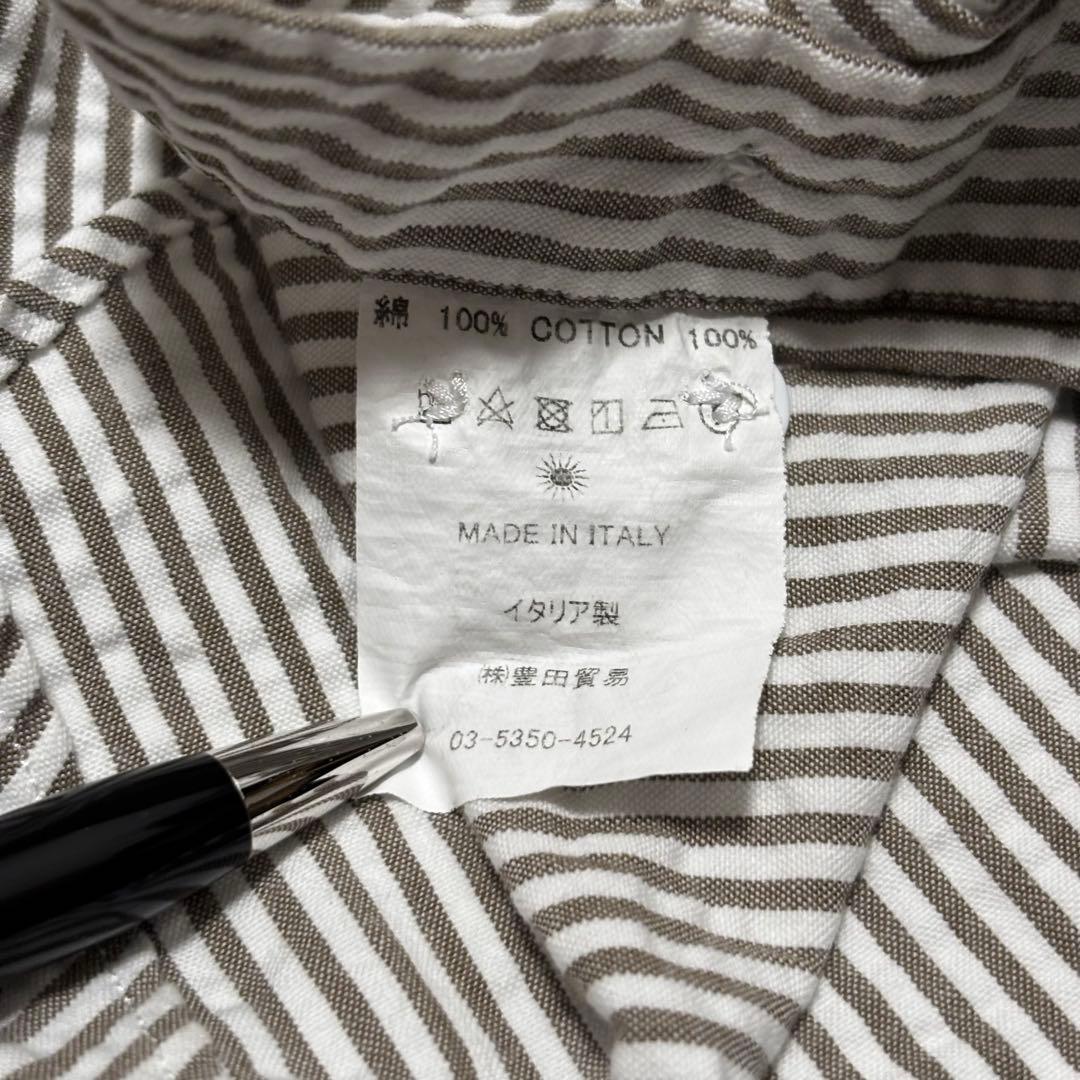 綿 100% COTTON 100%
MADE IN ITALY
イタリア製
㈱豊田貿易
03-5350-4524